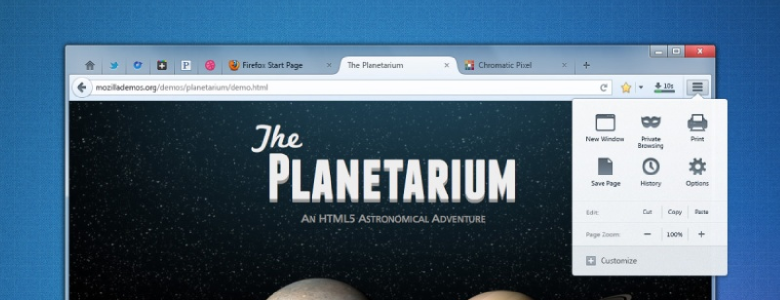 Firefox Start Page
The Planetarium
Chromatic Pixel
mozillademos.org/demos/planetarium/demo.html
10s
The
PLANETARIUM
AN HTML5 ASTRONOMICAL ADVENTURE
New Window
Private Browsing
Print
Save Page
History
Options
Edit:
Cut
Copy
Paste
Page Zoom:
100%
Customize